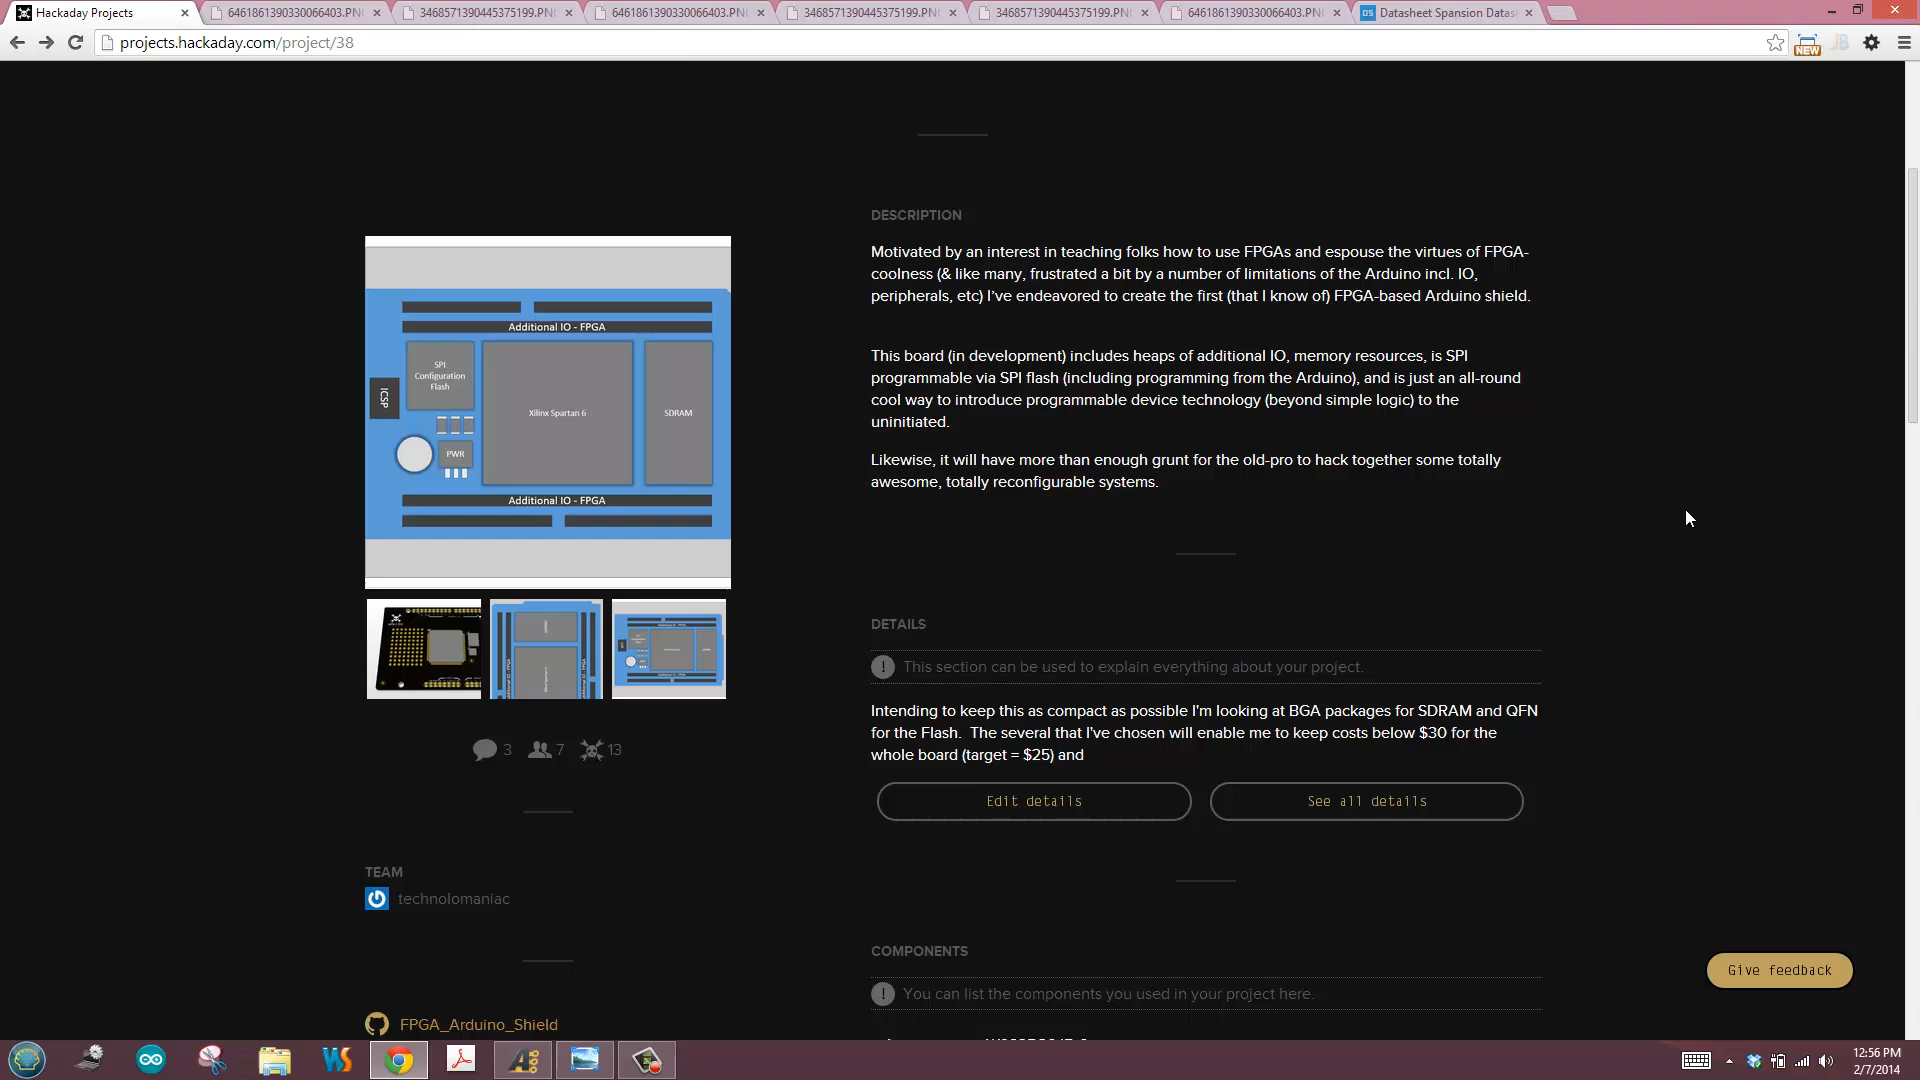 Hackaday Projects
6461861390330066403.PNG
3468571390445375199.PNG
6461861390330066403.PNG
3468571390445375199.PNG
3468571390445375199.PNG
6461861390330066403.PNG
Datasheet Spansion Datas
projects.hackaday.com/project/38
NEW
JB
DESCRIPTION
Motivated by an interest in teaching folks how to use FPGAs and espouse the virtues of FPGA-
coolness (& like many, frustrated a bit by a number of limitations of the Arduino incl. IO,
peripherals, etc) I've endeavored to create the first (that I know of) FPGA-based Arduino shield.
This board (in development) includes heaps of additional IO, memory resources, is SPI
programmable via SPI flash (including programming from the Arduino), and is just an all-round
cool way to introduce programmable device technology (beyond simple logic) to the
uninitiated.
Likewise, it will have more than enough grunt for the old-pro to hack together some totally
awesome, totally reconfigurable systems.
Additional IO - FPGA
SPI
Configuration
Flash
ICSP
Xilinx Spartan 6
SDRAM
PWR
Additional IO - FPGA
3
7
13
DETAILS
This section can be used to explain everything about your project.
Intending to keep this as compact as possible I'm looking at BGA packages for SDRAM and QFN
for the Flash. The several that I've chosen will enable me to keep costs below $30 for the
whole board (target = $25) and
Edit details
See all details
TEAM
technolomaniac
FPGA_Arduino_Shield
COMPONENTS
You can list the components you used in your project here.
Give feedback
12:56 PM
2/7/2014